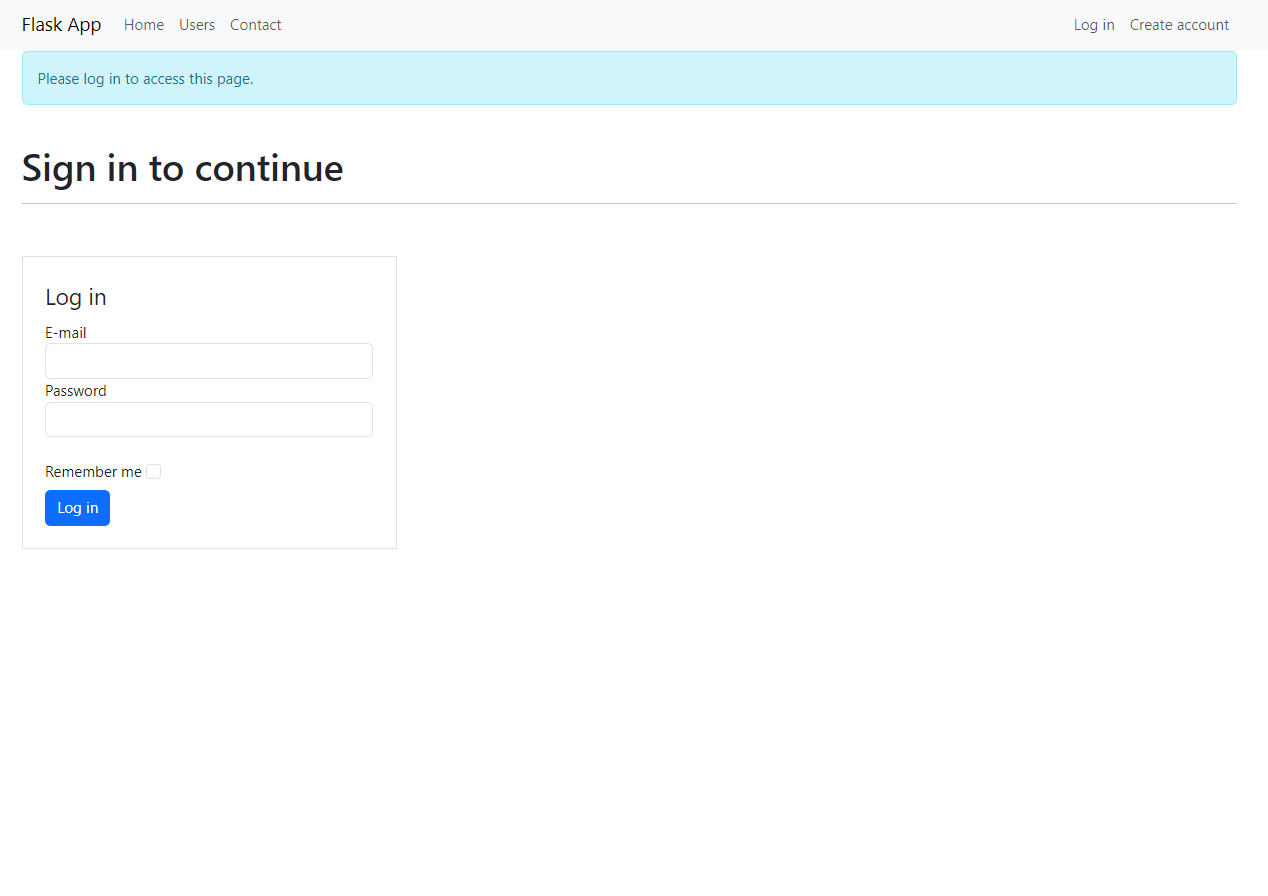 Flask App Home Users Contact Log in Create account
Please log in to access this page.
Sign in to continue
Log in
E-mail
Password
Remember me
Log in